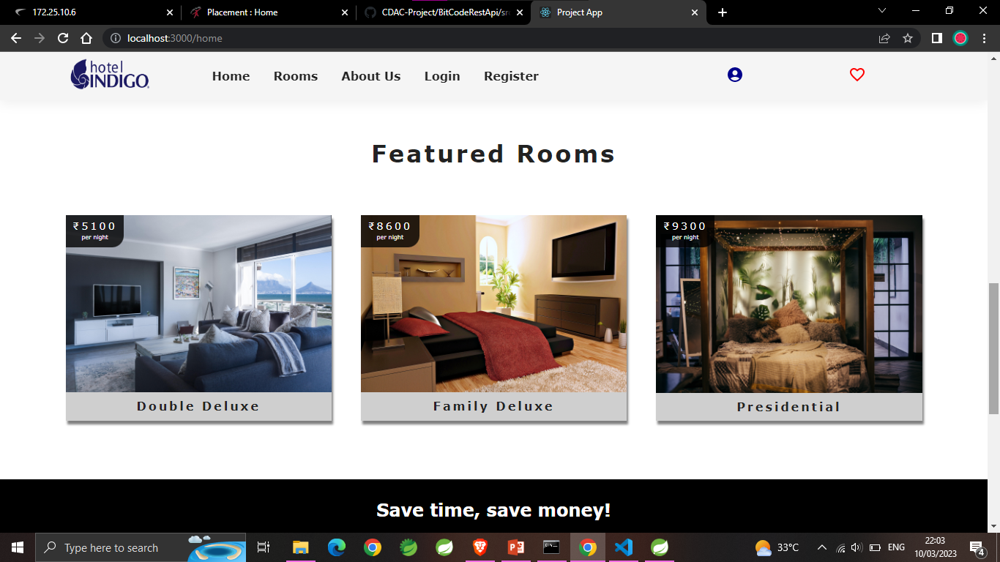 172.25.10.6
Placement : Home
CDAC-Project/BitCodeRestApi/sr
Project App
localhost:3000/home
hotel
INDIGO
Home
Rooms
About Us
Login
Register
Featured Rooms
₹5100
per night
₹8600
per night
₹9300
per night
Double Deluxe
Family Deluxe
Presidential
Save time, save money!
Type here to search
33°C
ENG
22:03
10/03/2023
4